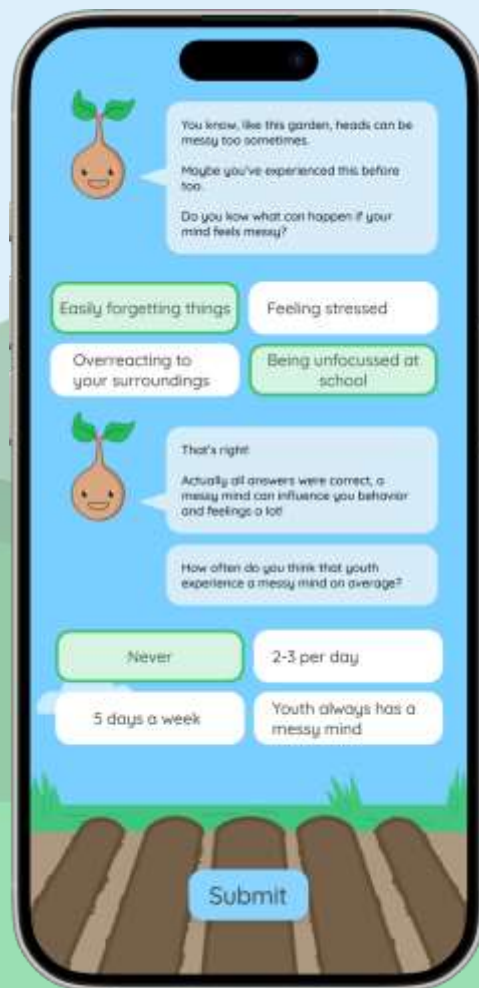 You know, like this garden, heads can be
messy too sometimes.
Maybe you've experienced this before
too.
Do you kow what can happen if your
mind feels messy?
Easily forgetting things
Feeling stressed
Overreacting to
your surroundings
Being unfocussed at
school
That's right!
Actually all answers were correct, a
messy mind can influence you behavior
and feelings a lot!
How often do you think that youth
experience a messy mind on average?
Never
2-3 per day
5 days a week
Youth always has a
messy mind
Submit